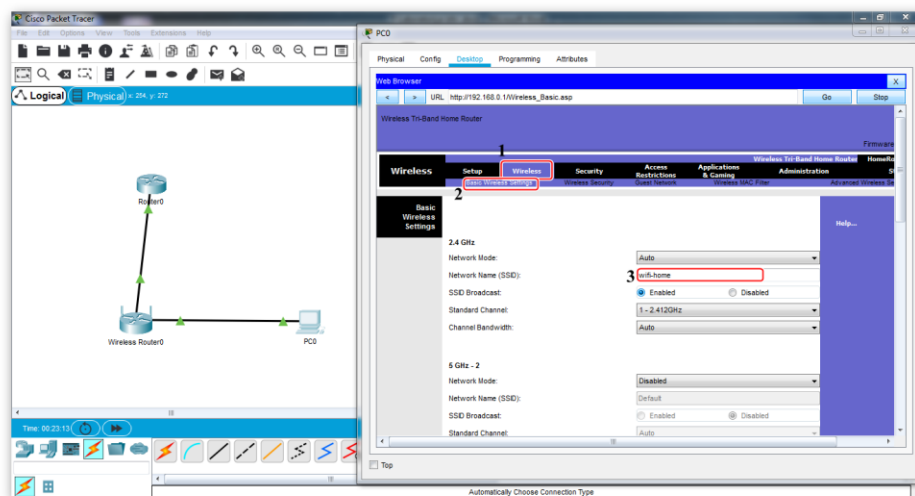 Cisco Packet Tracer
File Edit Options View Tools Extensions Help
Logical Physical x: 254, y: 272
Router0
Wireless Router0
PC0
Time: 00:23:13
PC0
Physical Config Desktop Programming Attributes
Web Browser X
< > URL http://192.168.0.1/Wireless_Basic.asp Go Stop
Wireless Tri-Band Home Router
Firmware
1
Wireless Tri-Band Home Router HomeRo
Wireless Setup Wireless Security Access Restrictions Applications & Gaming Administration
2 Basic Wireless Settings Wireless Security Guest Network Wireless MAC Filter Advanced Wireless Se
Basic
Wireless
Settings
Help...
2.4 GHz
Network Mode: Auto
Network Name (SSID): 3 wifi-home
SSID Broadcast: Enabled Disabled
Standard Channel: 1 - 2.412GHz
Channel Bandwidth: Auto
5 GHz - 2
Network Mode: Disabled
Network Name (SSID): Default
SSID Broadcast: Enabled Disabled
Standard Channel: Auto
Top
Automatically Choose Connection Type